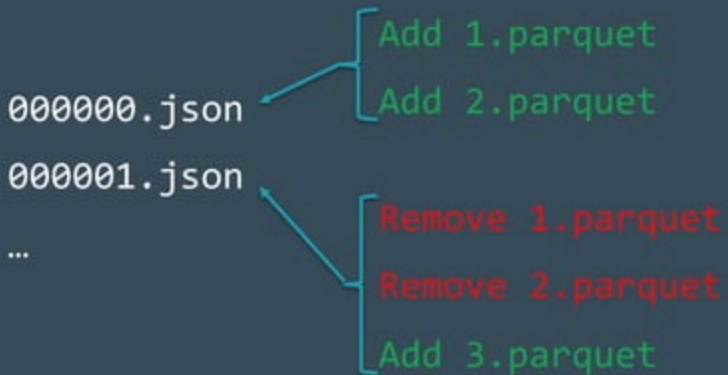 Add 1.parquet
Add 2.parquet
000000.json
000001.json
…
Remove 1.parquet
Remove 2.parquet
Add 3.parquet